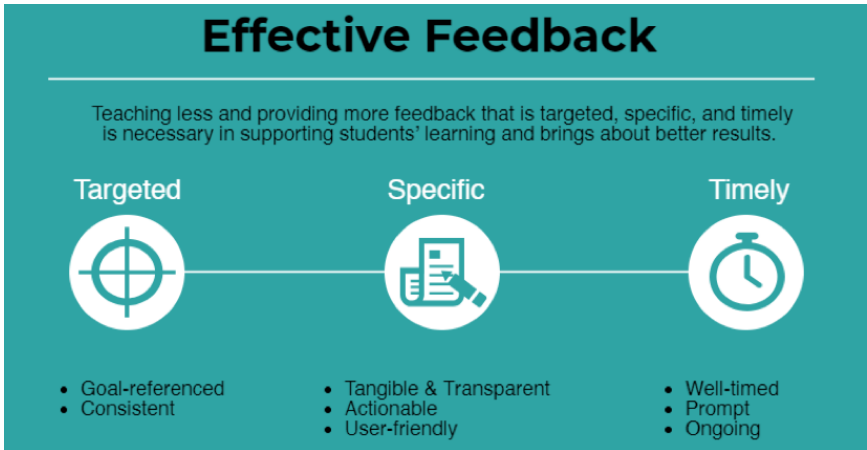 Effective Feedback
Teaching less and providing more feedback that is targeted, specific, and timely
is necessary in supporting students’ learning and brings about better results.
Targeted
Specific
Timely
• Goal-referenced
• Consistent
• Tangible & Transparent
• Actionable
• User-friendly
• Well-timed
• Prompt
• Ongoing